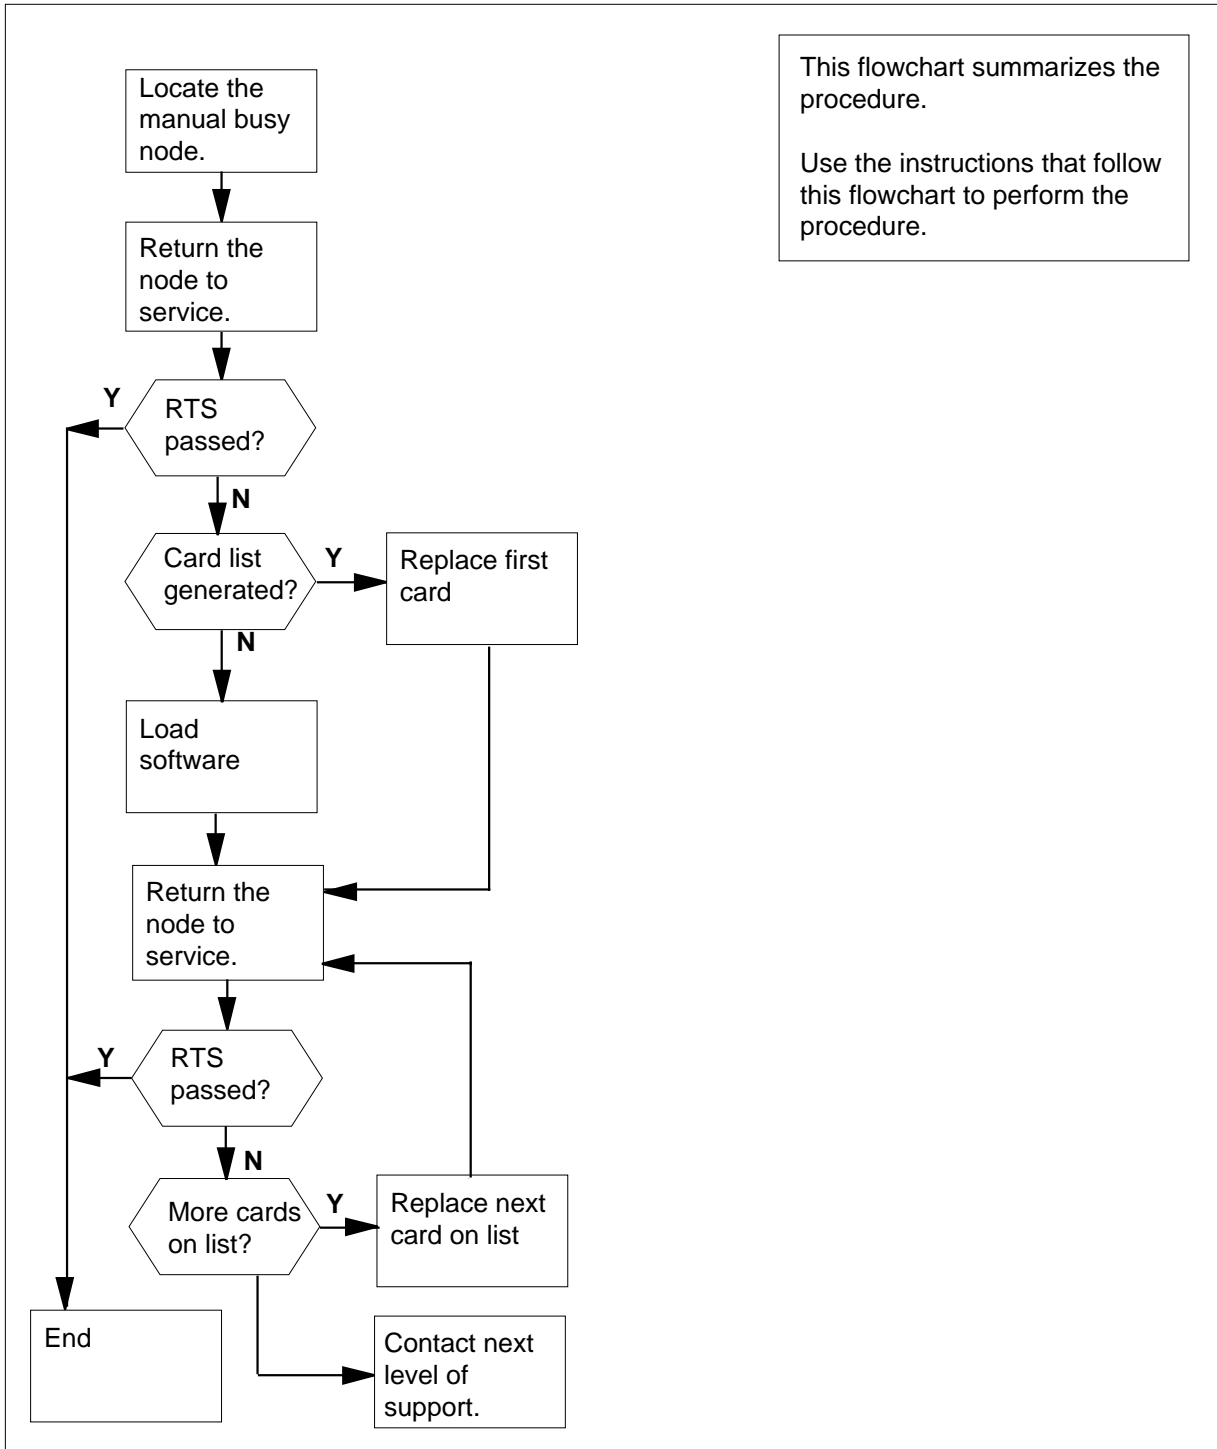 This flowchart summarizes the
procedure.
Use the instructions that follow
this flowchart to perform the
procedure.
Locate the
manual busy
node.
Return the
node to
service.
Y
RTS
passed?
N
Card list
generated?
Y
Replace first
card
N
Load
software
Return the
node to
service.
Y
RTS
passed?
N
More cards
on list?
Y
Replace next
card on list
End
Contact next
level of
support.